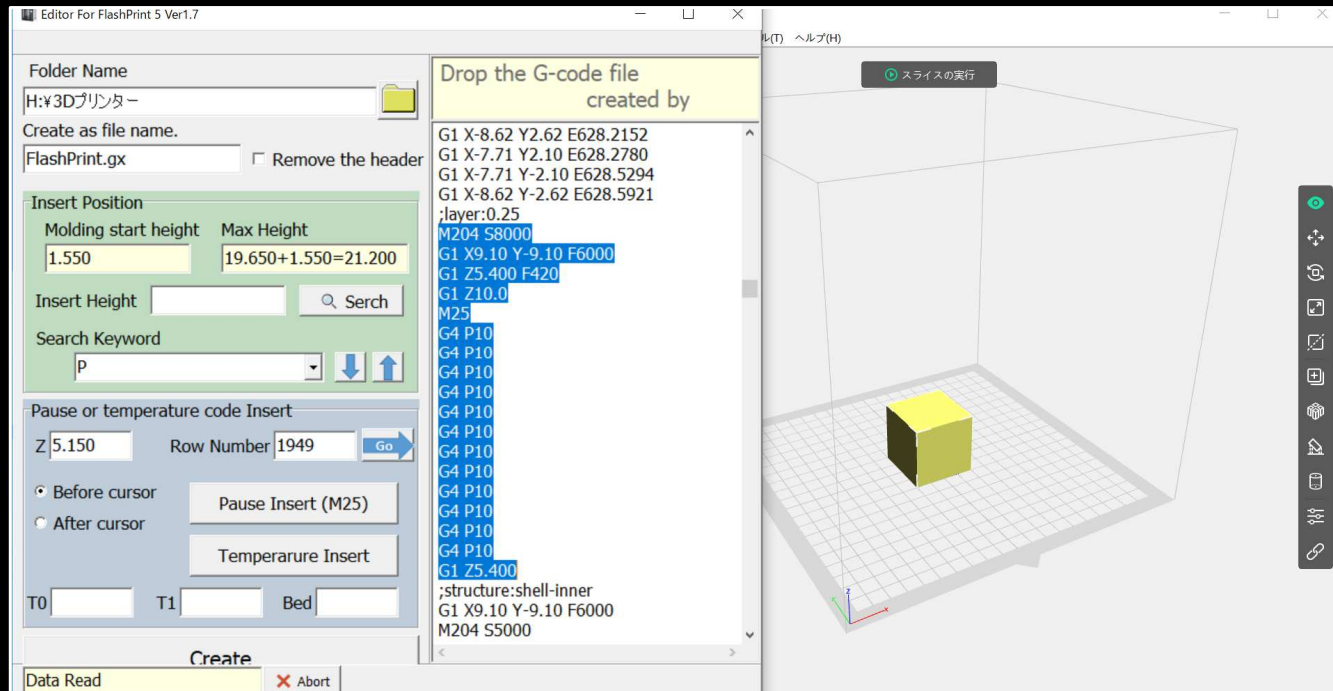 Editor For FlashPrint 5 Ver1.7
Folder Name
H:¥3Dプリンター
Create as file name.
FlashPrint.gx
Remove the header
Insert Position
Molding start height
Max Height
1.550
19.650+1.550=21.200
Insert Height
Serch
Search Keyword
P
Pause or temperature code Insert
Z
5.150
Row Number
1949
Go
Before cursor
After cursor
Pause Insert (M25)
Temperarure Insert
T0
T1
Bed
Create
Data Read
Abort
Drop the G-code file
created by
G1 X-8.62 Y2.62 E628.2152
G1 X-7.71 Y2.10 E628.2780
G1 X-7.71 Y-2.10 E628.5294
G1 X-8.62 Y-2.62 E628.5921
;layer:0.25
M204 S8000
G1 X9.10 Y-9.10 F6000
G1 Z5.400 F420
G1 Z10.0
M25
G4 P10
G4 P10
G4 P10
G4 P10
G4 P10
G4 P10
G4 P10
G4 P10
G4 P10
G4 P10
G4 P10
G4 P10
G1 Z5.400
;structure:shell-inner
G1 X9.10 Y-9.10 F6000
M204 S5000
ル(T) ヘルプ(H)
スライスの実行
z
x